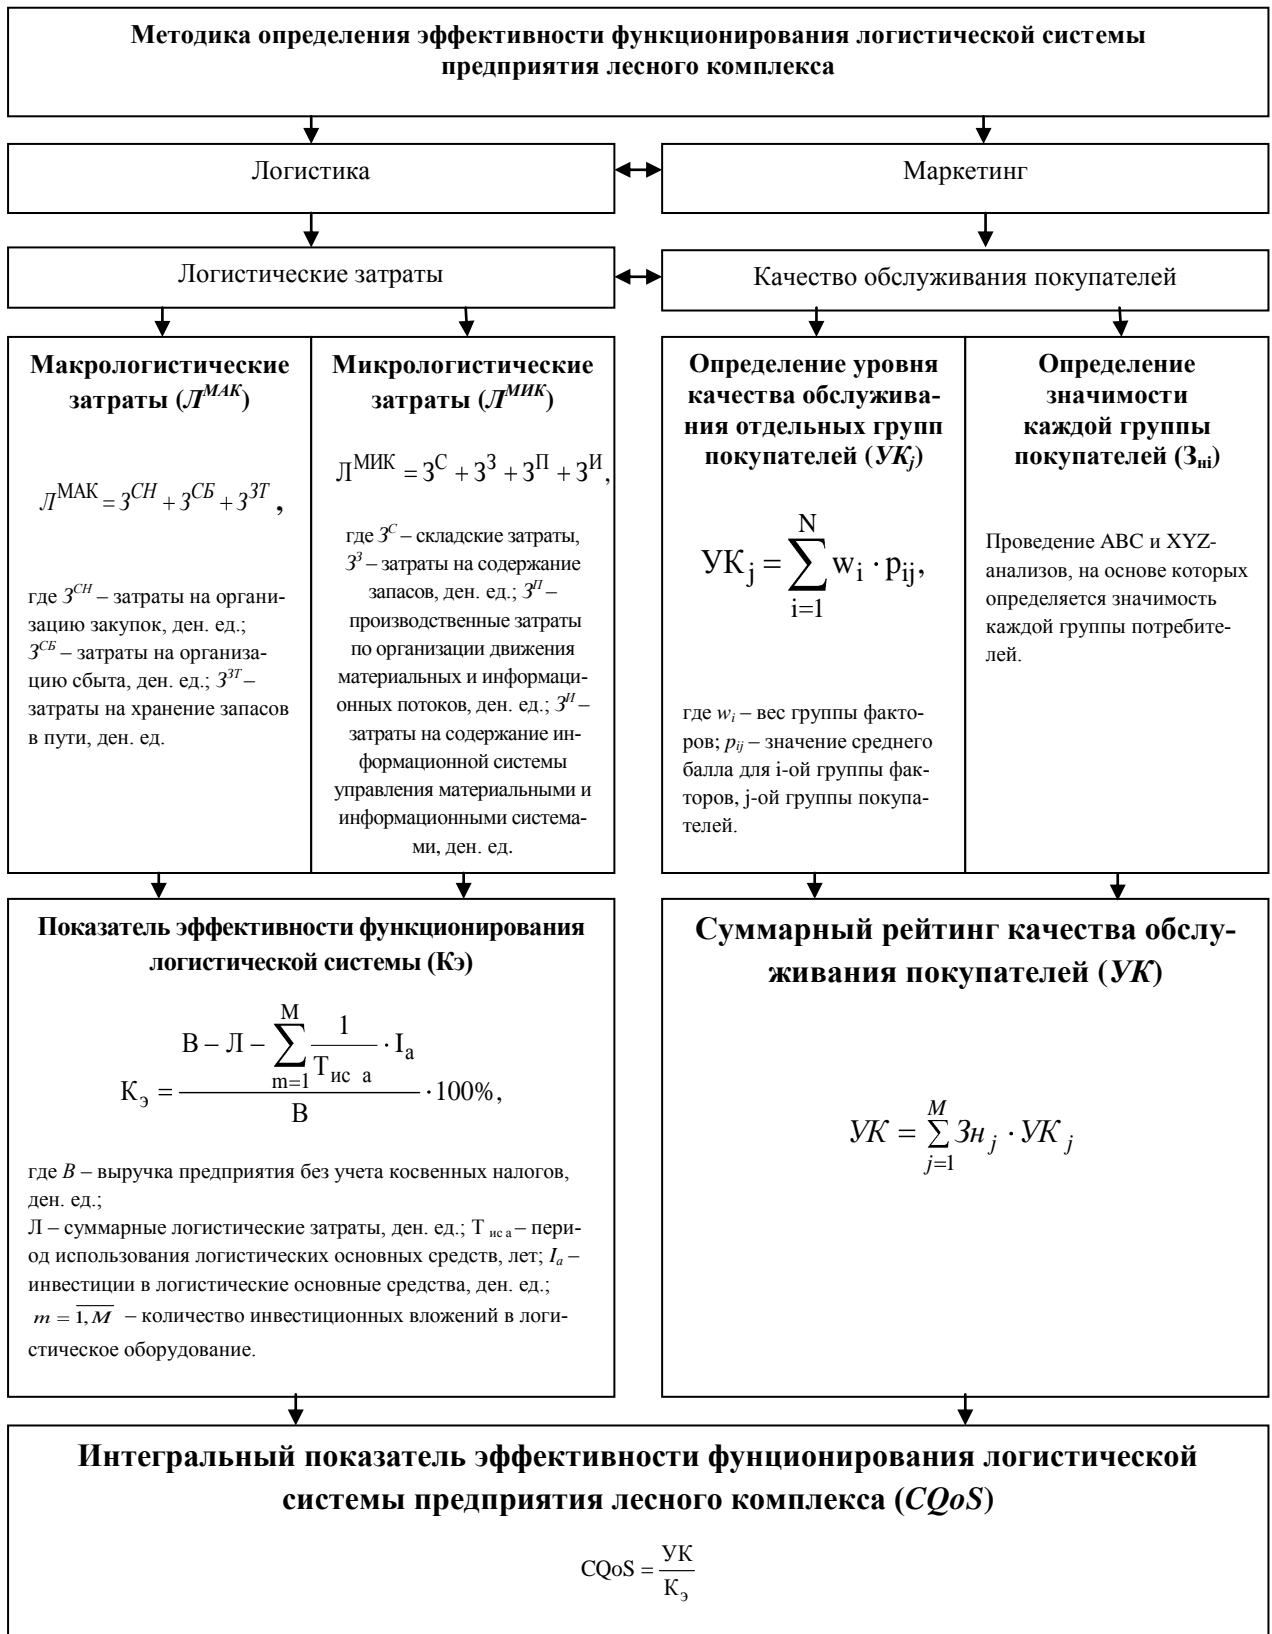 Методика определения эффективности функционирования логистической системы
предприятия лесного комплекса
Логистика
Маркетинг
Логистические затраты
Качество обслуживания покупателей
Макрологистические
затраты (Л^МАК)
Л^МАК = З^СН + З^СБ + З^ЗТ ,
где З^СН – затраты на органи-
зацию закупок, ден. ед.;
З^СБ – затраты на организа-
цию сбыта, ден. ед.; З^ЗТ –
затраты на хранение запасов
в пути, ден. ед.
Микрологистические
затраты (Л^МИК)
Л^МИК = З^С + З^З + З^П + З^И,
где З^С – складские затраты,
З^З – затраты на содержание
запасов, ден. ед.; З^П –
производственные затраты
по организации движения
материальных и информаци-
онных потоков, ден. ед.; З^И –
затраты на содержание ин-
формационной системы
управления материальными и
информационными система-
ми, ден. ед.
Определение уровня
качества обслужива-
ния отдельных групп
покупателей (УК_j)
УК_j = ∑_{i=1}^{N} w_i · p_ij,
где w_i – вес группы факто-
ров; p_ij – значение среднего
балла для i-ой группы фак-
торов, j-ой группы покупа-
телей.
Определение
значимости
каждой группы
покупателей (З_нi)
Проведение ABC и XYZ-
анализов, на основе которых
определяется значимость
каждой группы потребите-
лей.
Показатель эффективности функционирования
логистической системы (Кэ)
К_э = (В – Л – ∑_{m=1}^{M} 1/Т_{ис а} · I_а) / В · 100%,
где В – выручка предприятия без учета косвенных налогов,
ден. ед.;
Л – суммарные логистические затраты, ден. ед.; Т_{ис а} – пери-
од использования логистических основных средств, лет; I_a –
инвестиции в логистические основные средства, ден. ед.;
m = \overline{1, M} – количество инвестиционных вложений в логи-
стическое оборудование.
Суммарный рейтинг качества обслу-
живания покупателей (УК)
УК = ∑_{j=1}^{M} Зн_j · УК_j
Интегральный показатель эффективности фунционирования логистической
системы предприятия лесного комплекса (CQoS)
CQoS = УК / К_э